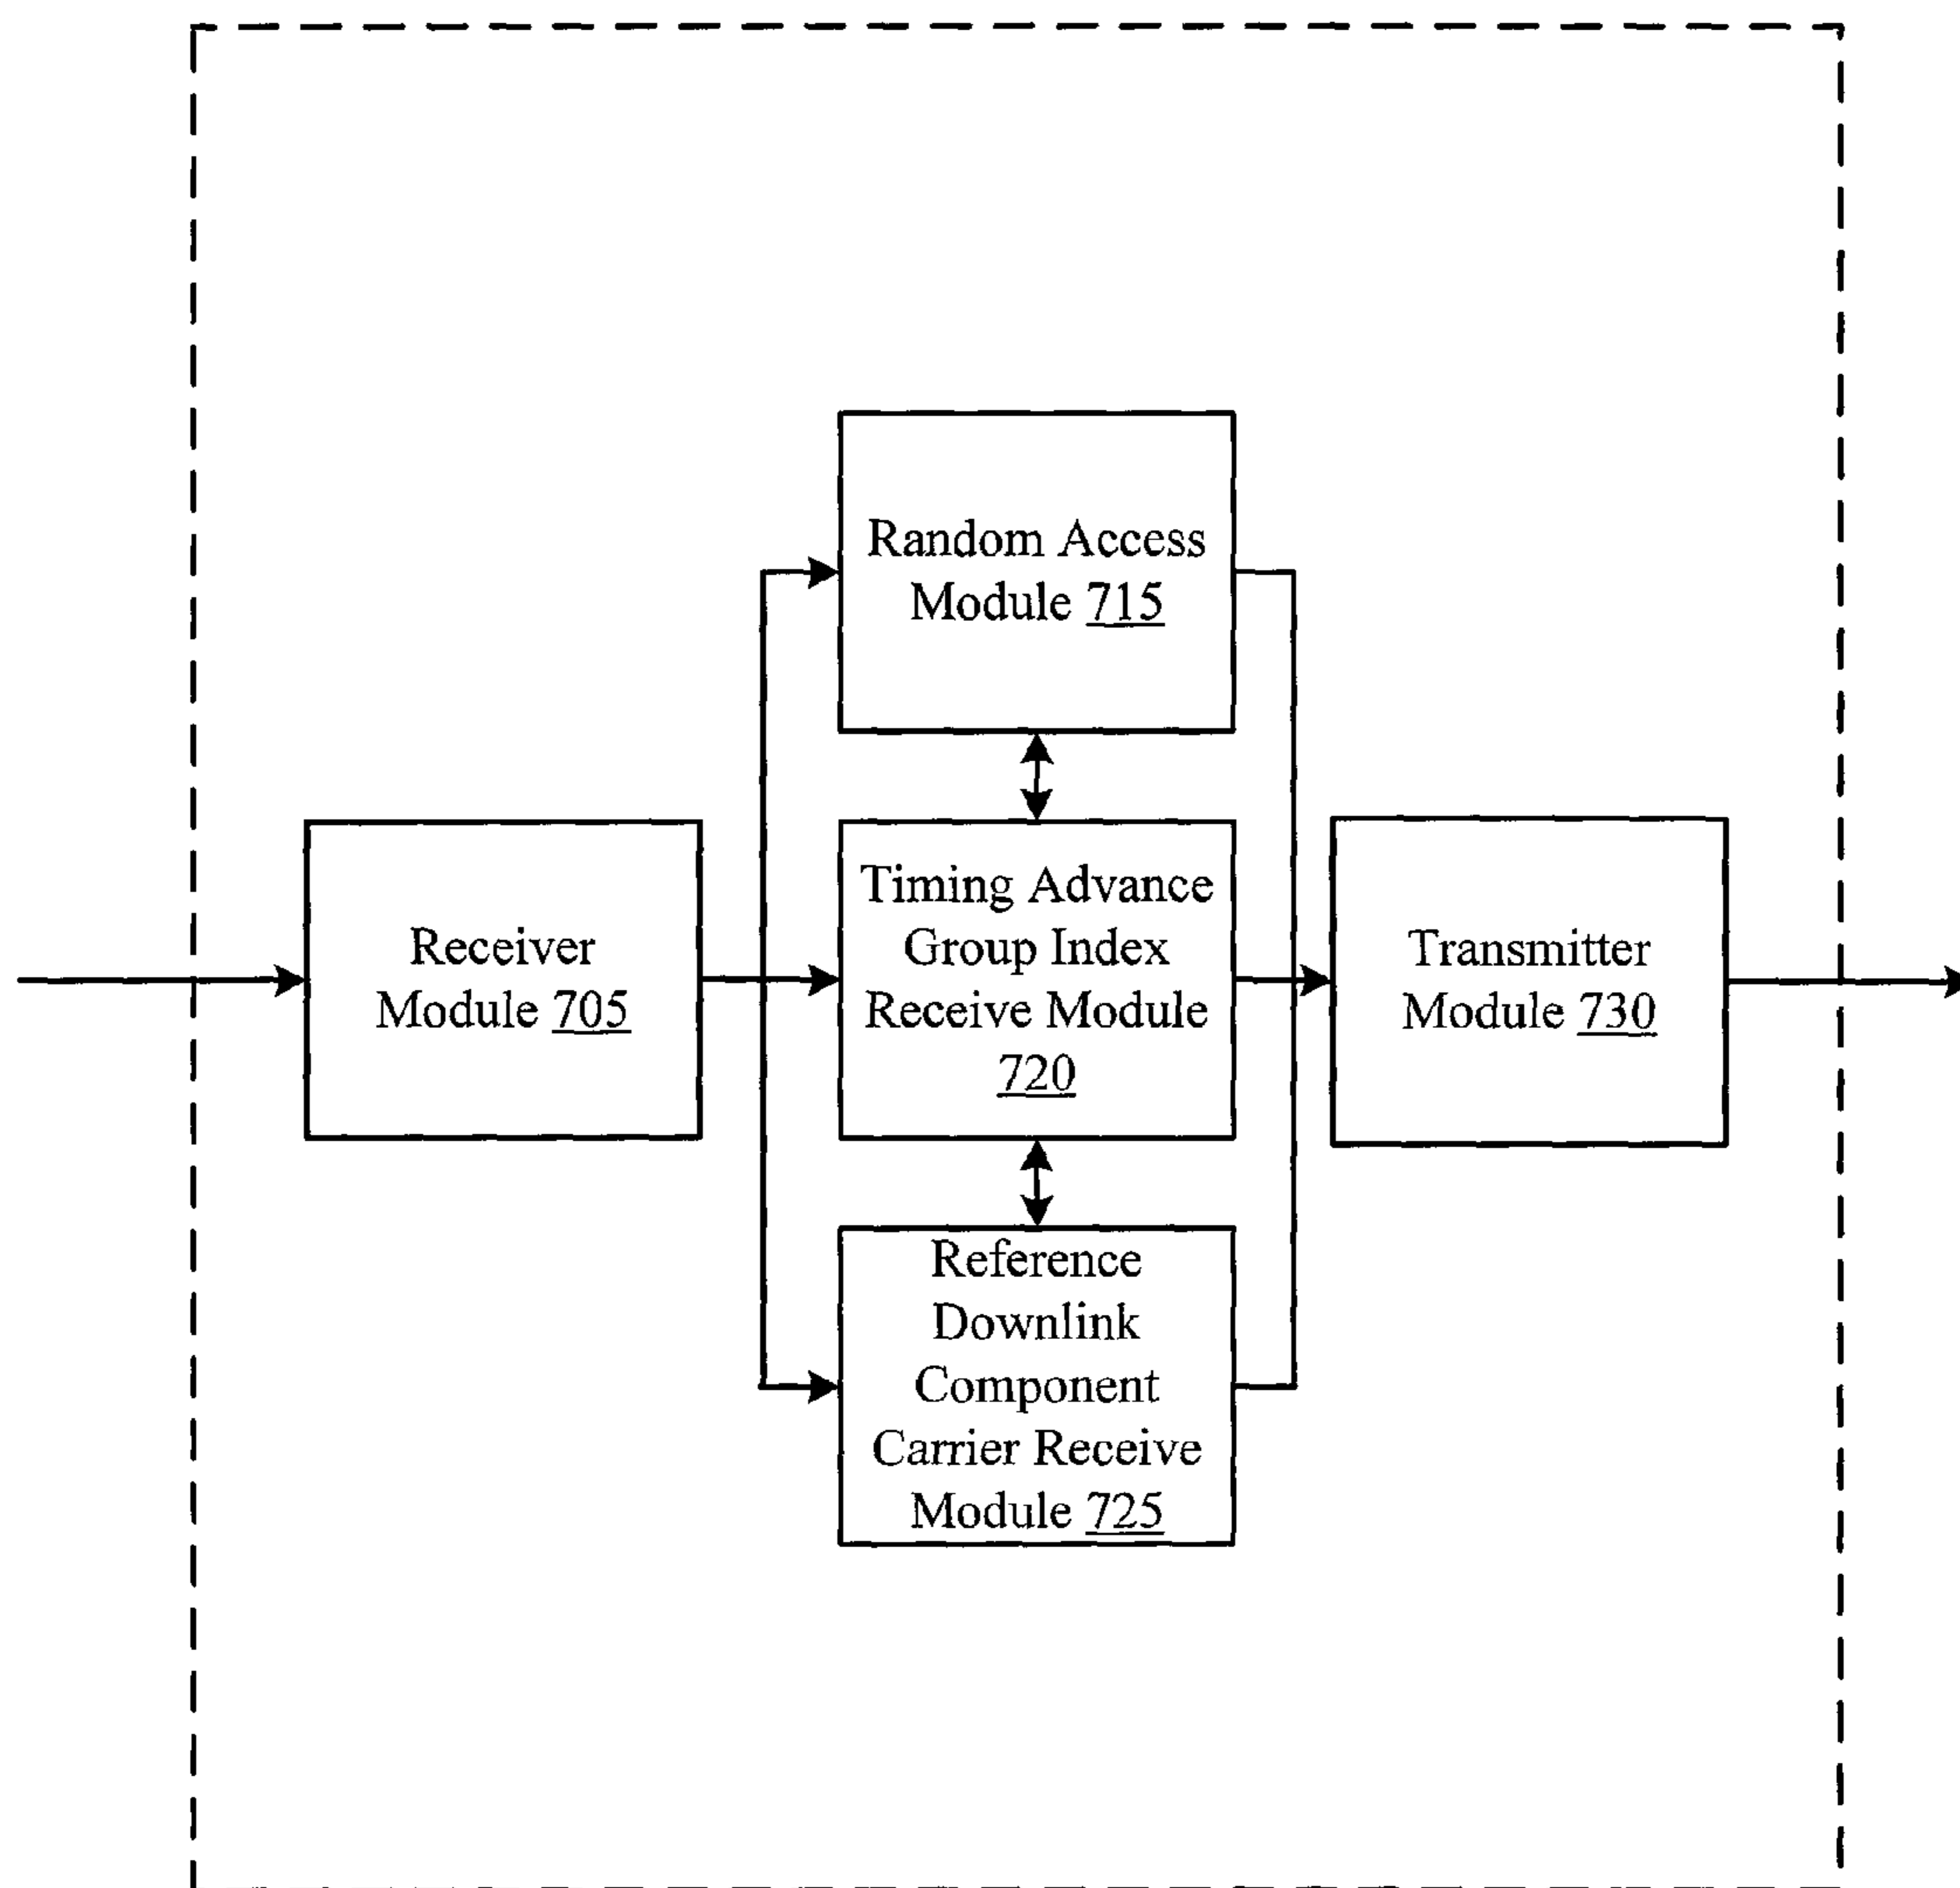 Random Access
Module 715
Receiver
Module 705
Timing Advance
Group Index
Receive Module
720
Transmitter
Module 730
Reference
Downlink
Component
Carrier Receive
Module 725